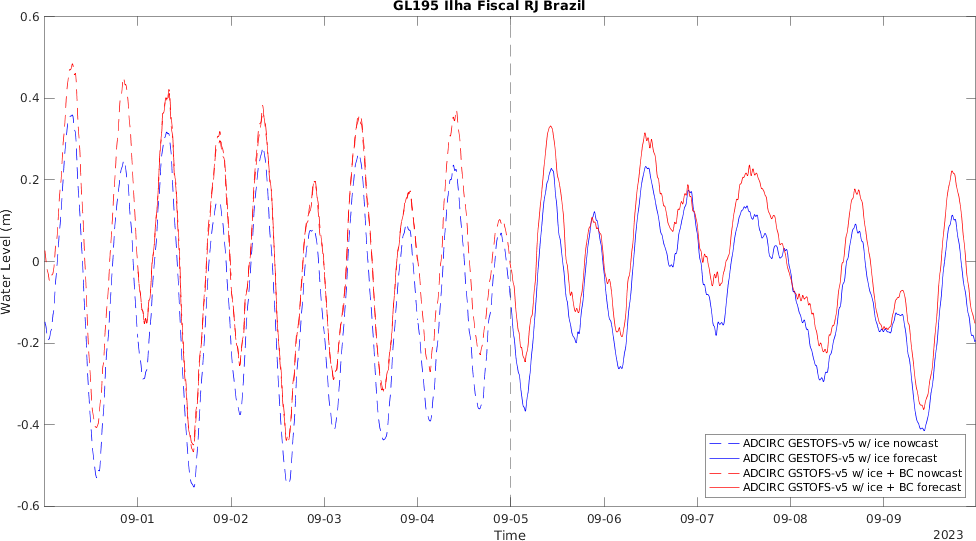 GL195 Ilha Fiscal RJ Brazil
0.6
0.4
0.2
0
-0.2
-0.4
-0.6
Water Level (m)
ADCIRC GESTOFS-v5 w/ ice nowcast
ADCIRC GESTOFS-v5 w/ ice forecast
ADCIRC GSTOFS-v5 w/ ice + BC nowcast
ADCIRC GSTOFS-v5 w/ ice + BC forecast
09-01 09-02 09-03 09-04 09-05 09-06 09-07 09-08 09-09
Time
2023